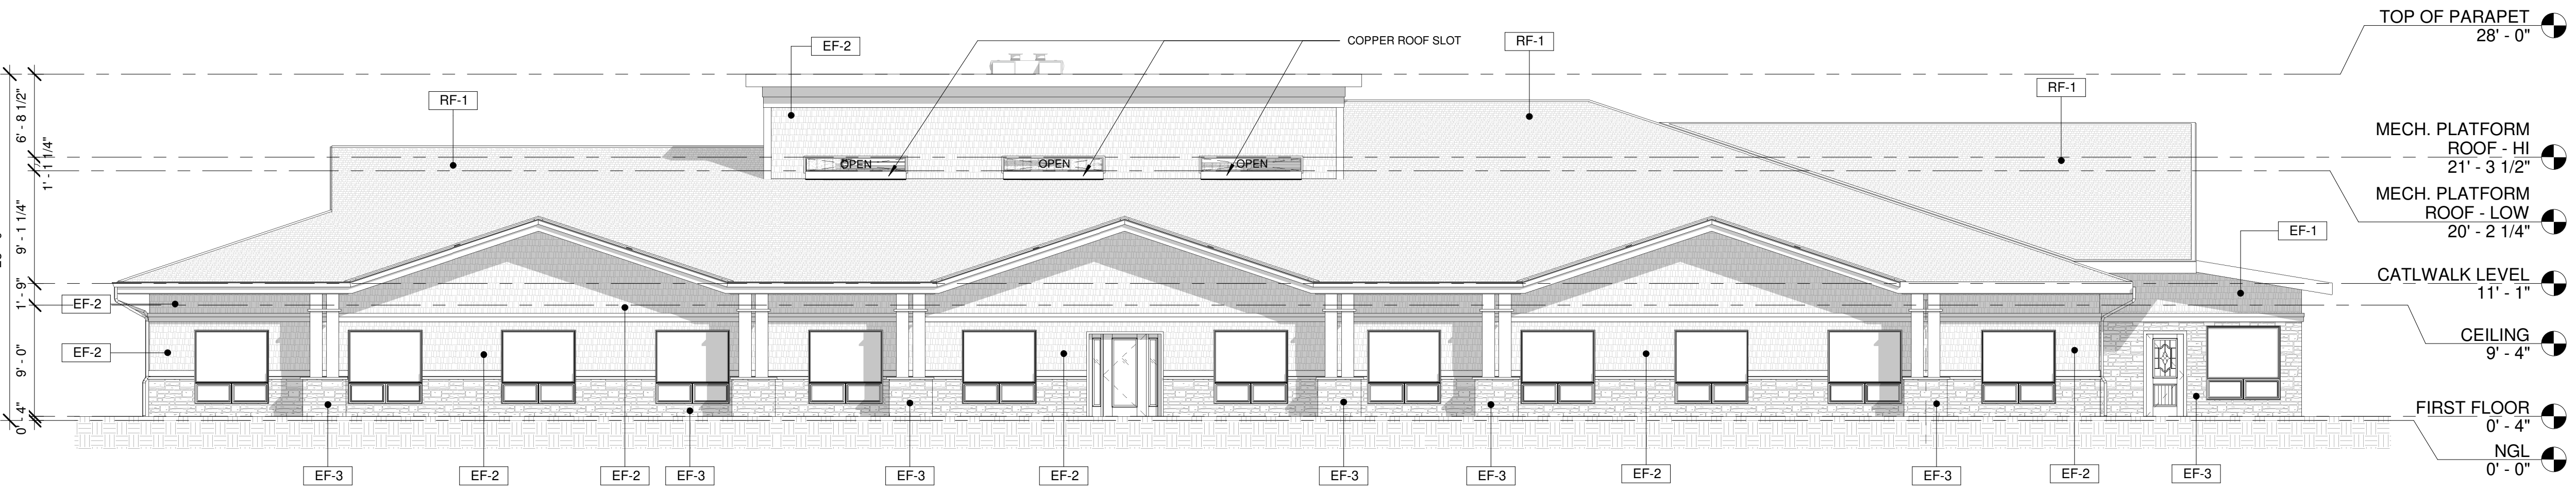 TOP OF PARAPET
28' - 0"
EF-2
COPPER ROOF SLOT
RF-1
RF-1
RF-1
6' - 8 1/2"
1' - 1 1/4"
9' - 1 1/4"
1' - 9"
9' - 0"
0' - 4"
OPEN
OPEN
OPEN
MECH. PLATFORM
ROOF - HI
21' - 3 1/2"
MECH. PLATFORM
ROOF - LOW
20' - 2 1/4"
EF-1
CATLWALK LEVEL
11' - 1"
EF-2
CEILING
9' - 4"
EF-2
FIRST FLOOR
0' - 4"
NGL
0' - 0"
EF-3
EF-2
EF-2
EF-3
EF-3
EF-2
EF-3
EF-3
EF-2
EF-3
EF-2
EF-3